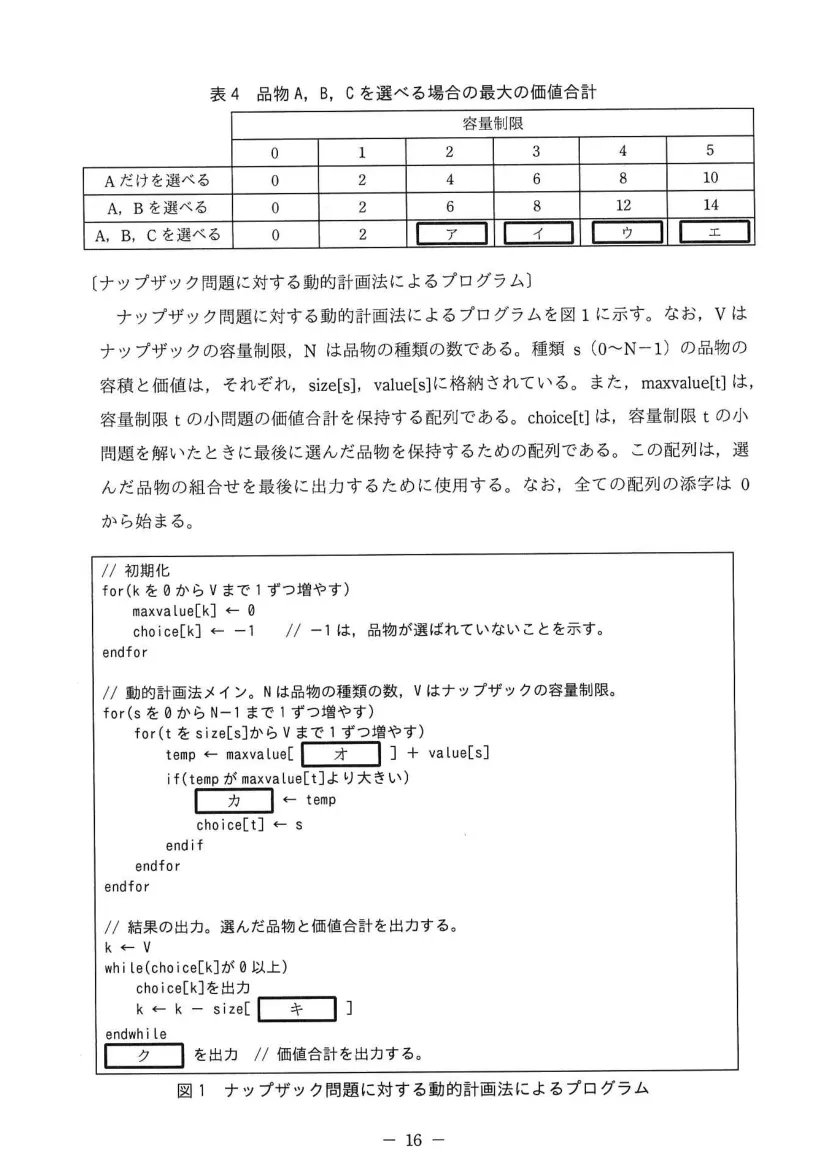 表4 品物A，B，Cを選べる場合の最大の価値合計
容量制限
0 1 2 3 4 5
Aだけを選べる 0 2 4 6 8 10
A，Bを選べる 0 2 6 8 12 14
A，B，Cを選べる 0 2 ア イ ウ エ
〔ナップザック問題に対する動的計画法によるプログラム〕
ナップザック問題に対する動的計画法によるプログラムを図1に示す。なお，Vは
ナップザックの容量制限，Nは品物の種類の数である。種類s（0～N－1）の品物の
容積と価値は，それぞれ，size[s]，value[s]に格納されている。また，maxvalue[t]は，
容量制限tの小問題の価値合計を保持する配列である。choice[t]は，容量制限tの小
問題を解いたときに最後に選んだ品物を保持するための配列である。この配列は，選
んだ品物の組合せを最後に出力するために使用する。なお，全ての配列の添字は0
から始まる。
// 初期化
for(kを0からVまで1ずつ増やす)
maxvalue[k] ← 0
choice[k] ← －1 // －1は，品物が選ばれていないことを示す。
endfor
// 動的計画法メイン。Nは品物の種類の数，Vはナップザックの容量制限。
for(sを0からN－1まで1ずつ増やす)
for(tをsize[s]からVまで1ずつ増やす)
temp ← maxvalue[ オ ] ＋ value[s]
if(tempがmaxvalue[t]より大きい)
カ ← temp
choice[t] ← s
endif
endfor
endfor
// 結果の出力。選んだ品物と価値合計を出力する。
k ← V
while(choice[k]が0以上)
choice[k]を出力
k ← k － size[ キ ]
endwhile
ク を出力 // 価値合計を出力する。
図1 ナップザック問題に対する動的計画法によるプログラム
－ 16 －